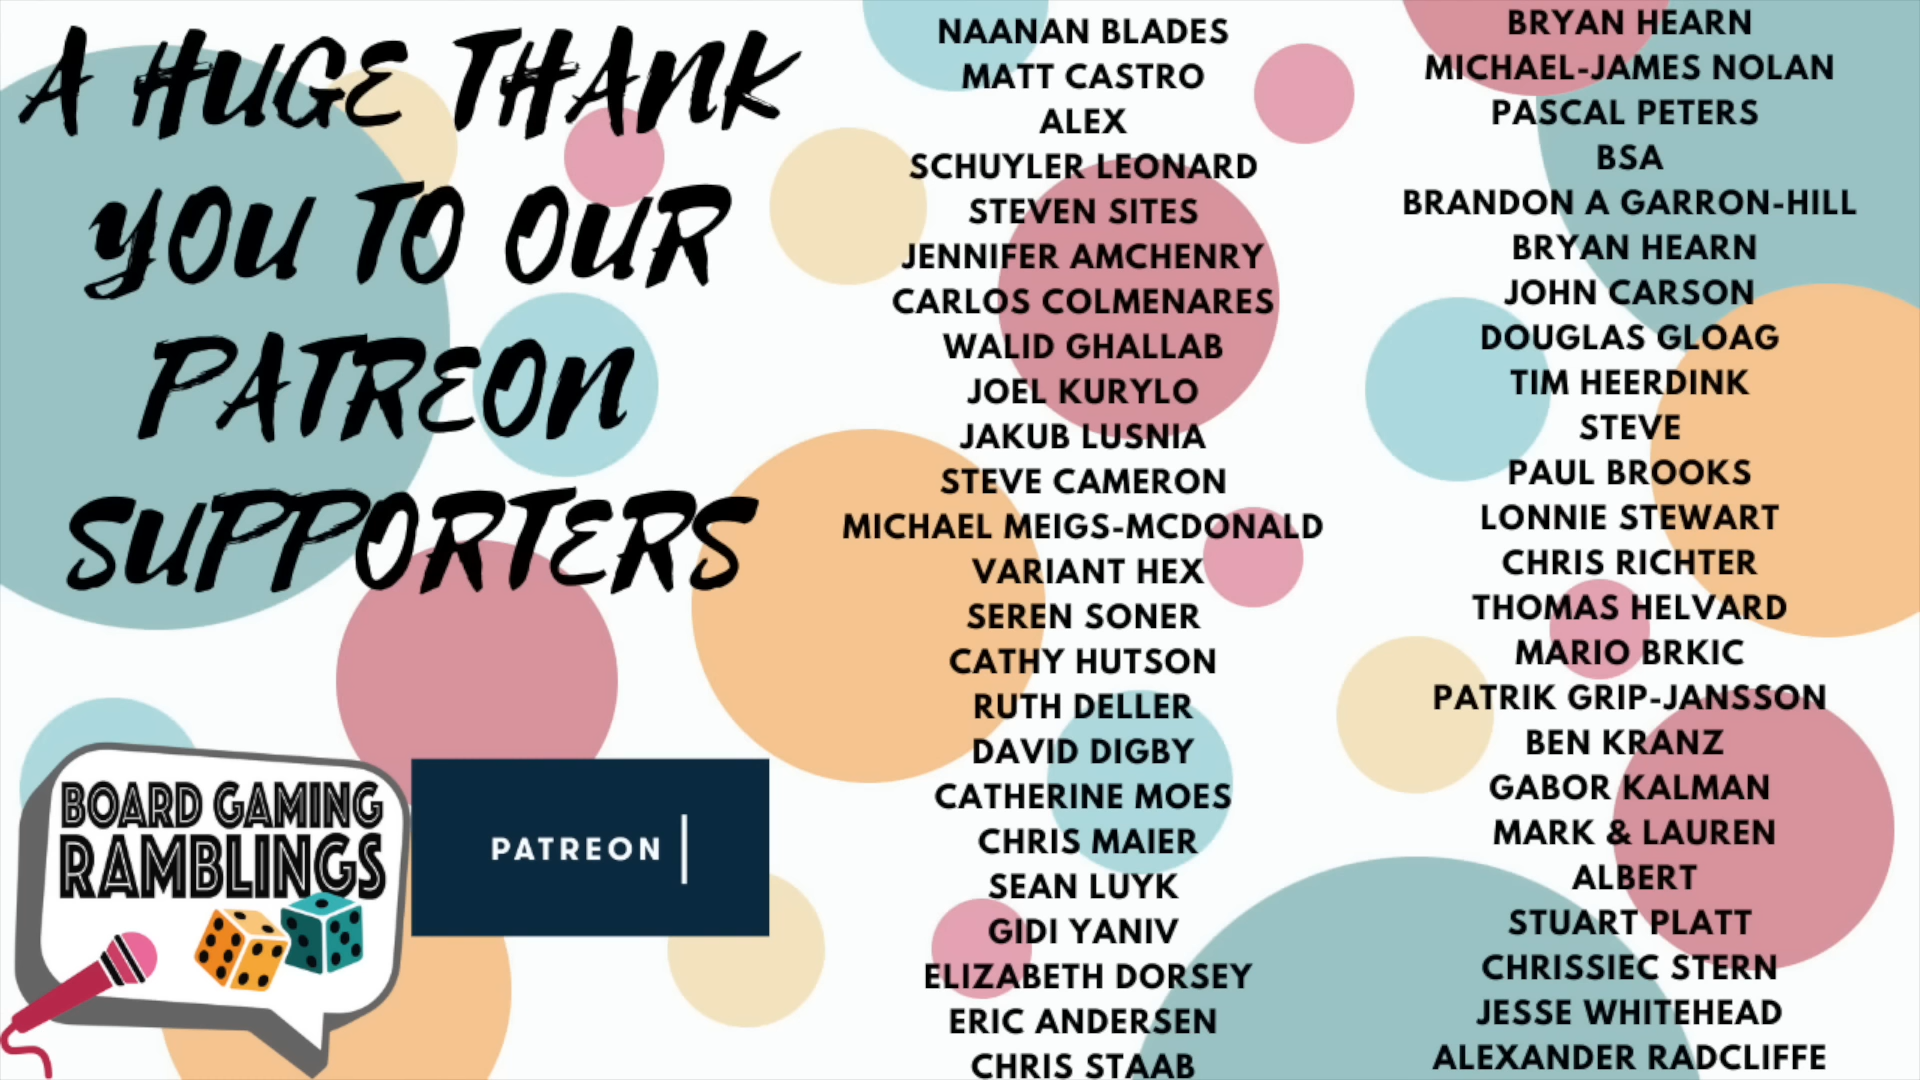 A HUGE THANK
YOU TO OUR
PATREON
SUPPORTERS
BOARD GAMING
RAMBLINGS
PATREON
NAANAN BLADES
MATT CASTRO
ALEX
SCHUYLER LEONARD
STEVEN SITES
JENNIFER AMCHENRY
CARLOS COLMENARES
WALID GHALLAB
JOEL KURYLO
JAKUB LUSNIA
STEVE CAMERON
MICHAEL MEIGS-MCDONALD
VARIANT HEX
SEREN SONER
CATHY HUTSON
RUTH DELLER
DAVID DIGBY
CATHERINE MOES
CHRIS MAIER
SEAN LUYK
GIDI YANIV
ELIZABETH DORSEY
ERIC ANDERSEN
CHRIS STAAB
BRYAN HEARN
MICHAEL-JAMES NOLAN
PASCAL PETERS
BSA
BRANDON A GARRON-HILL
BRYAN HEARN
JOHN CARSON
DOUGLAS GLOAG
TIM HEERDINK
STEVE
PAUL BROOKS
LONNIE STEWART
CHRIS RICHTER
THOMAS HELVARD
MARIO BRKIC
PATRIK GRIP-JANSSON
BEN KRANZ
GABOR KALMAN
MARK & LAUREN
ALBERT
STUART PLATT
CHRISSIEC STERN
JESSE WHITEHEAD
ALEXANDER RADCLIFFE